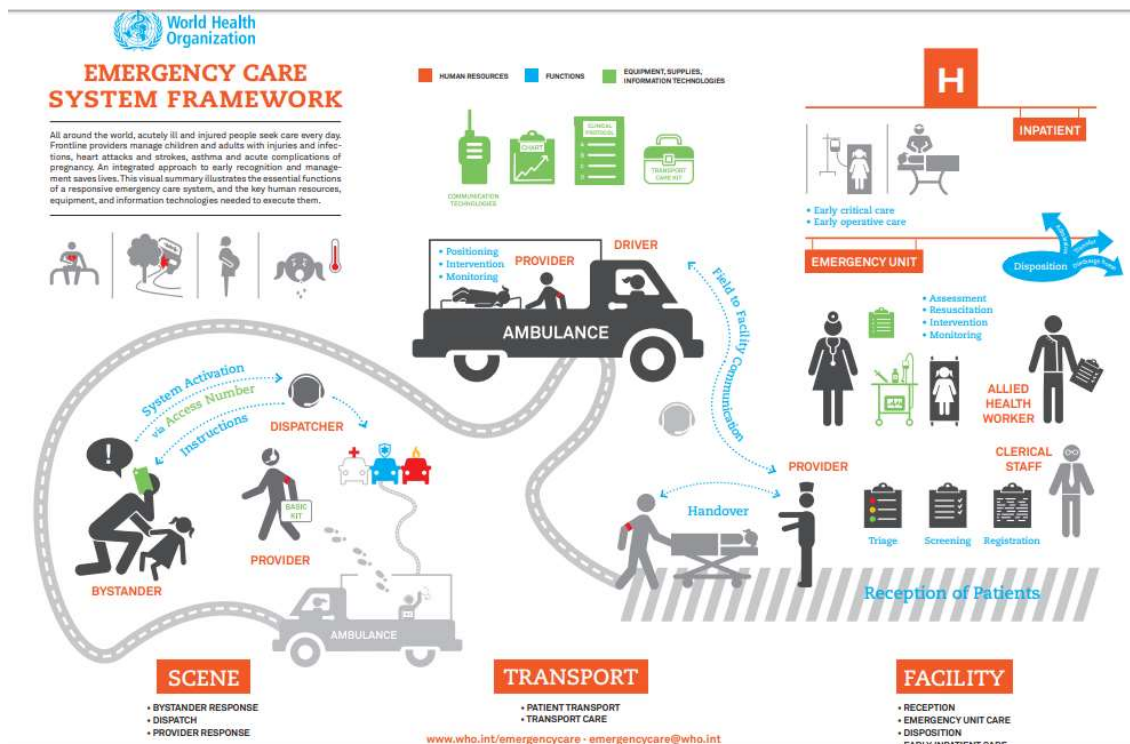 World Health
Organization
EMERGENCY CARE
SYSTEM FRAMEWORK
All around the world, acutely ill and injured people seek care every day.
Frontline providers manage children and adults with injuries and infec-
tions, heart attacks and strokes, asthma and acute complications of
pregnancy. An integrated approach to early recognition and manage-
ment saves lives. This visual summary illustrates the essential functions
of a responsive emergency care system, and the key human resources,
equipment, and information technologies needed to execute them.
HUMAN RESOURCES
FUNCTIONS
EQUIPMENT, SUPPLIES,
INFORMATION TECHNOLOGIES
COMMUNICATION
TECHNOLOGIES
CHART
CLINICAL
PROTOCOL
TRANSPORT
CARE KIT
H
INPATIENT
• Early critical care
• Early operative care
EMERGENCY UNIT
Disposition
Transfer
Discharge home
• Assessment
• Resuscitation
• Intervention
• Monitoring
ALLIED
HEALTH
WORKER
CLERICAL
STAFF
PROVIDER
Triage
Screening
Registration
Reception of Patients
Handover
Field to Facility Communication
DRIVER
PROVIDER
• Positioning
• Intervention
• Monitoring
AMBULANCE
System Activation
via Access Number
Instructions
DISPATCHER
!
BYSTANDER
BASIC
KIT
PROVIDER
AMBULANCE
SCENE
• BYSTANDER RESPONSE
• DISPATCH
• PROVIDER RESPONSE
TRANSPORT
• PATIENT TRANSPORT
• TRANSPORT CARE
www.who.int/emergencycare - emergencycare@who.int
FACILITY
• RECEPTION
• EMERGENCY UNIT CARE
• DISPOSITION
• EARLY INPATIENT CARE